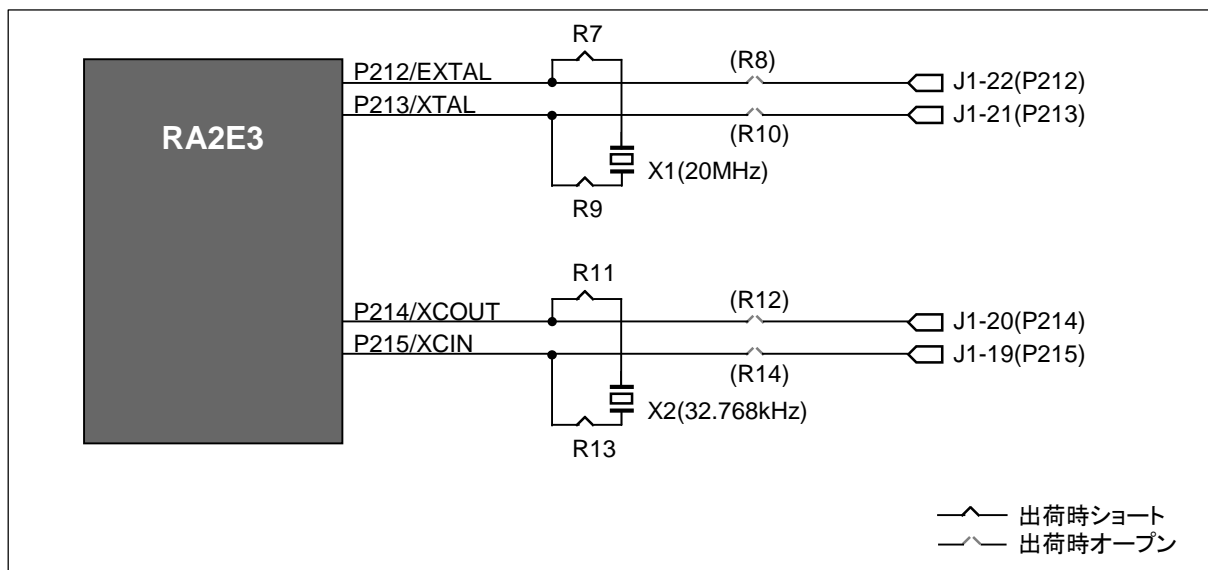 R7
P212/EXTAL
(R8)
J1-22(P212)
P213/XTAL
(R10)
J1-21(P213)
RA2E3
X1(20MHz)
R9
R11
P214/XCOUT
(R12)
J1-20(P214)
P215/XCIN
(R14)
J1-19(P215)
X2(32.768kHz)
R13
出荷時ショート
出荷時オープン